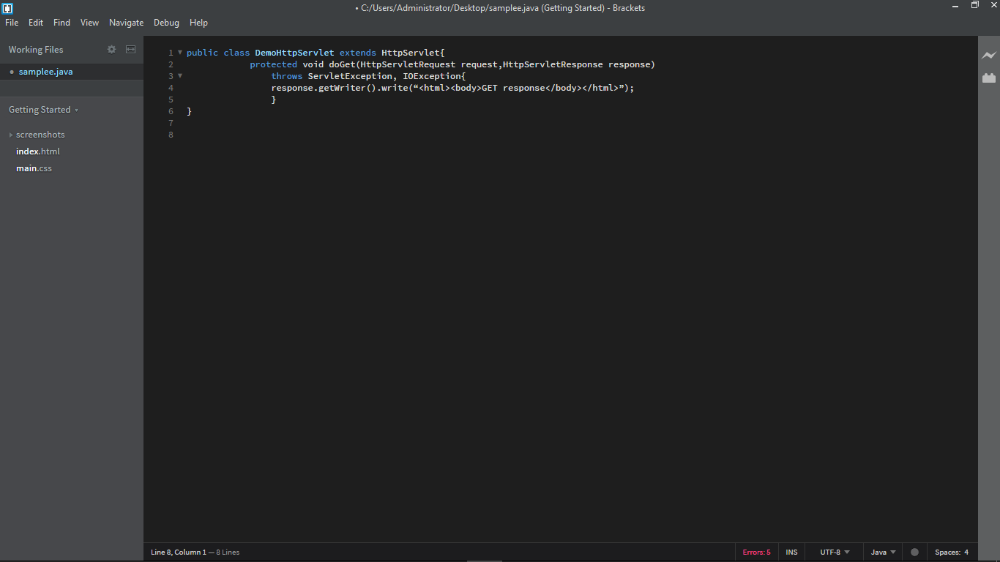 • C:/Users/Administrator/Desktop/samplee.java (Getting Started) - Brackets
File Edit Find View Navigate Debug Help
Working Files
• samplee.java
Getting Started
screenshots
index.html
main.css
1 public class DemoHttpServlet extends HttpServlet{
2 protected void doGet(HttpServletRequest request,HttpServletResponse response)
3 throws ServletException, IOException{
4 response.getWriter().write(“<html><body>GET response</body></html>”);
5 }
6 }
7
8
Line 8, Column 1 — 8 Lines Errors: 5 INS UTF-8 Java Spaces: 4